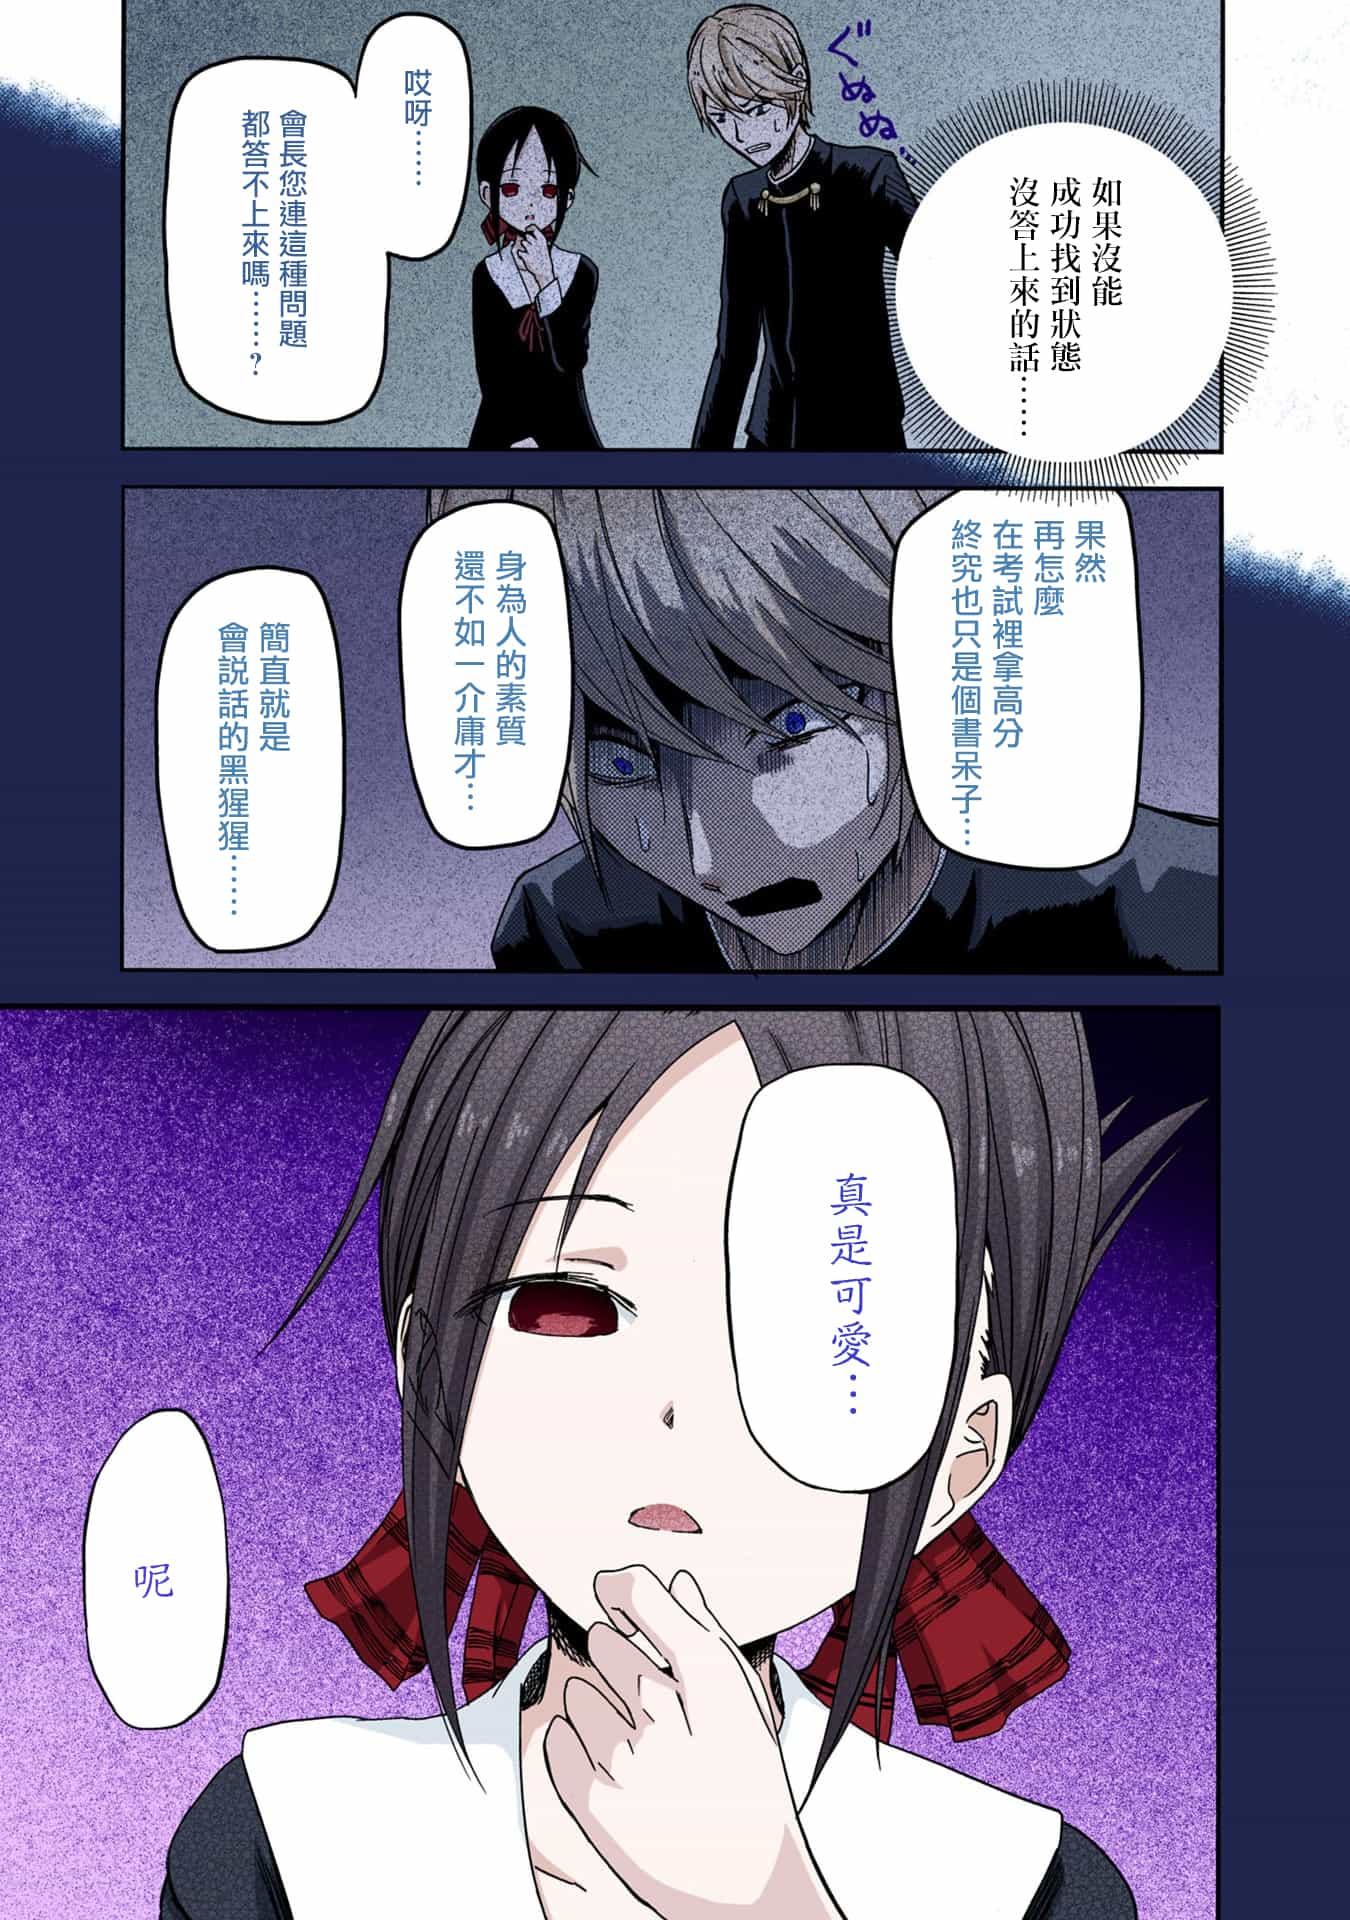 如果沒能
成功找到狀態
沒答上來的話……
ぐぬぬ…
哎呀……
會長您連這種問題
都答不上來嗎……?
果然
再怎麼
在考試裡拿高分
終究也只是個書呆子…
身為人的素質
還不如一介庸才…
簡直就是
會説話的黑猩猩……
真是可愛…
呢